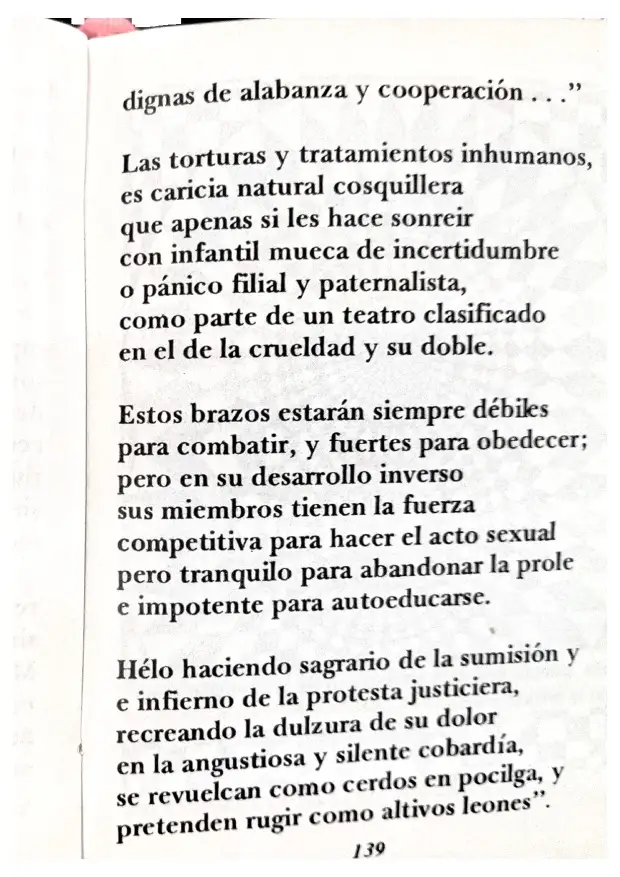 dignas de alabanza y cooperación . . .”
Las torturas y tratamientos inhumanos,
es caricia natural cosquillera
que apenas si les hace sonreir
con infantil mueca de incertidumbre
o pánico filial y paternalista,
como parte de un teatro clasificado
en el de la crueldad y su doble.
Estos brazos estarán siempre débiles
para combatir, y fuertes para obedecer;
pero en su desarrollo inverso
sus miembros tienen la fuerza
competitiva para hacer el acto sexual
pero tranquilo para abandonar la prole
e impotente para autoeducarse.
Hélo haciendo sagrario de la sumisión y
e infierno de la protesta justiciera,
recreando la dulzura de su dolor
en la angustiosa y silente cobardía,
se revuelcan como cerdos en pocilga, y
pretenden rugir como altivos leones”.
139